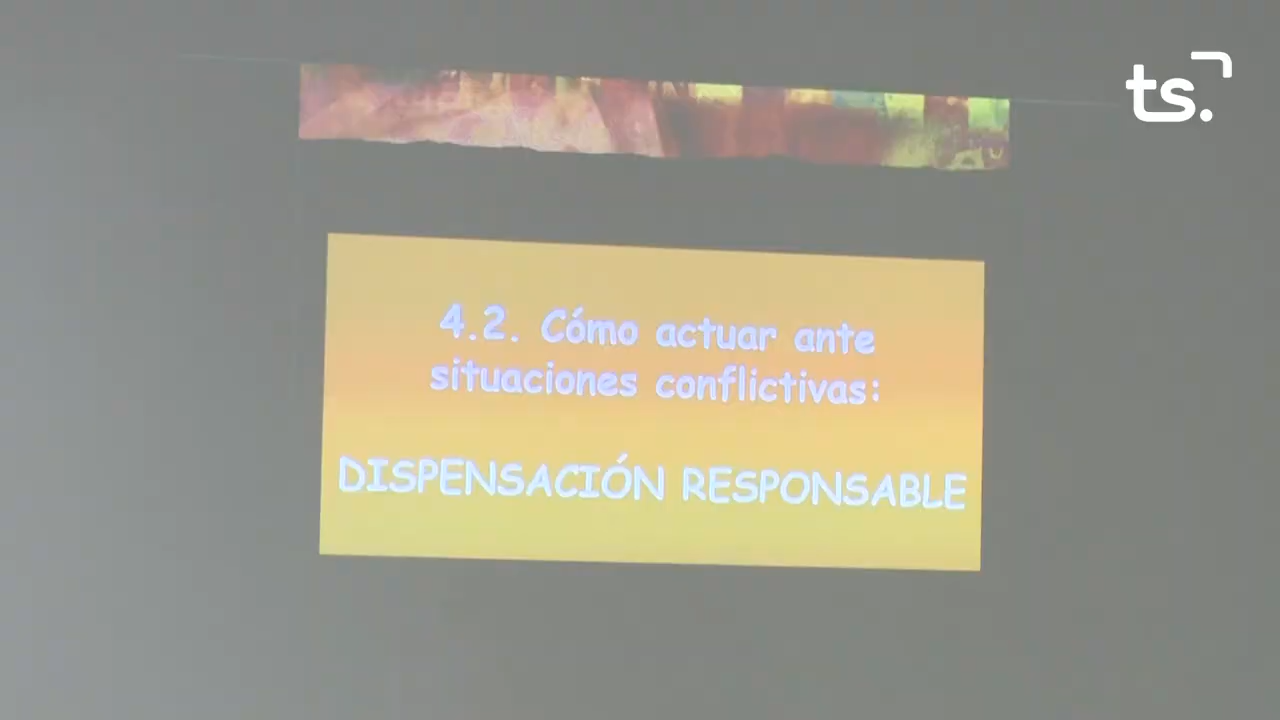 ts.
4.2. Cómo actuar ante
situaciones conflictivas:
DISPENSACIÓN RESPONSABLE